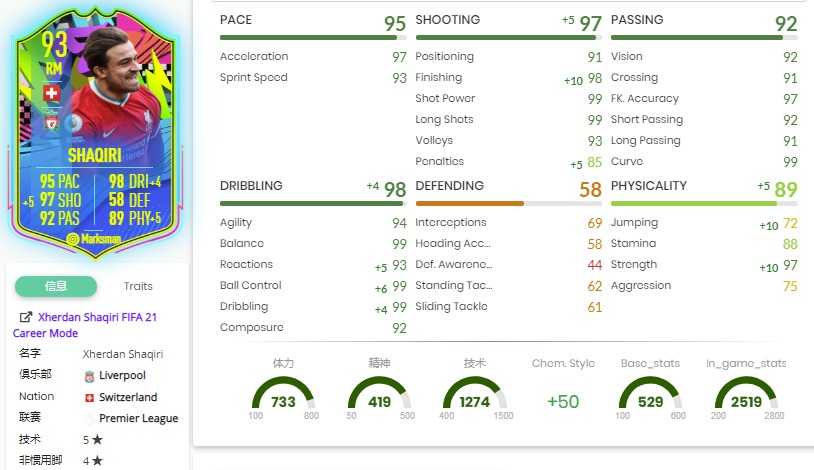 93
RM
SHAQIRI
95 PAC 98 DRI+4
+5 97 SHO 58 DEF
92 PAS 89 PHY+5
Marksman
信息 Traits
Xherdan Shaqiri FIFA 21
Career Mode
名字 Xherdan Shaqiri
俱乐部 Liverpool
Nation Switzerland
联赛 Premier League
技术 5 ★
非惯用脚 4 ★
PACE 95
Acceleration 97
Sprint Speed 93
SHOOTING +5 97
Positioning 91
Finishing +10 98
Shot Power 99
Long Shots 99
Volleys 93
Penalties +5 85
PASSING 92
Vision 92
Crossing 91
FK. Accuracy 97
Short Passing 92
Long Passing 91
Curve 99
DRIBBLING +4 98
Agility 94
Balance 99
Reactions +5 93
Ball Control +6 99
Dribbling +4 99
Composure 92
DEFENDING 58
Interceptions 69
Heading Acc... 58
Def. Awarene... 44
Standing Tac... 62
Sliding Tackle 61
PHYSICALITY +5 89
Jumping +10 72
Stamina 88
Strength +10 97
Aggression 75
体力 精神 技术 Chem. Style Base_stats In_game_stats
733 419 1274 +50 529 2519
100 800 50 500 400 1500 100 600 200 2800